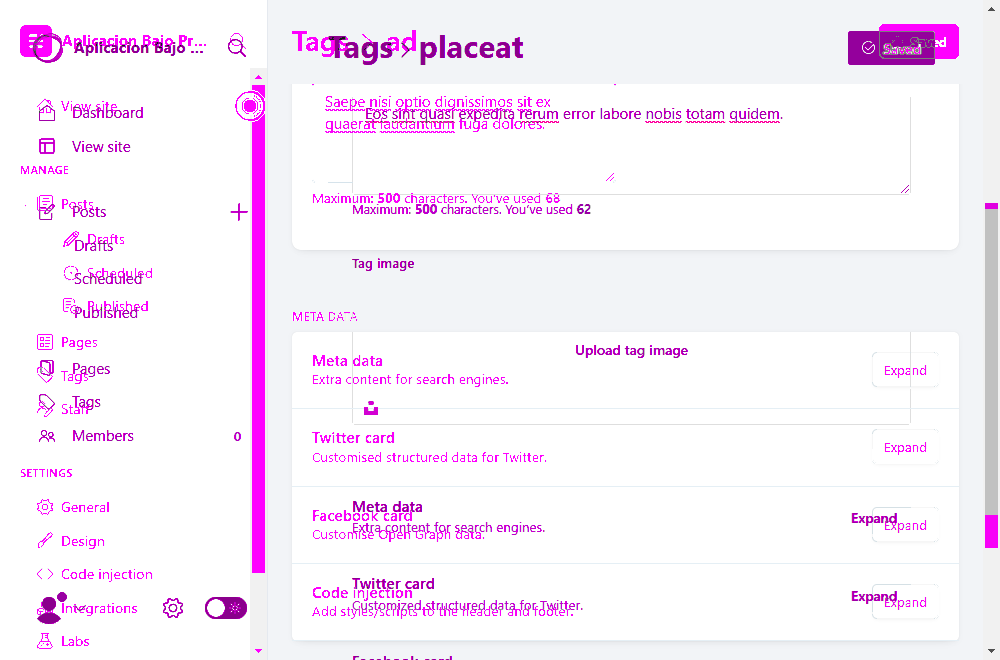 Aplicacion Bajo Pr...
Aplicacion Bajo ...
Tags > ad
Tags > placeat
Saved
Saved
View site
Dashboard
View site
MANAGE
Posts
Posts
Drafts
Drafts
Scheduled
Scheduled
Published
Published
Pages
Tags
Pages
Staff
Tags
Members 0
SETTINGS
General
Design
Code injection
Integrations
Labs
Saepe nisi optio dignissimos sit ex
quaerat laudantium fuga dolores.
Eos sint quasi expedita rerum error labore nobis totam quidem.
Maximum: 500 characters. You've used 68
Maximum: 500 characters. You've used 62
Tag image
META DATA
Upload tag image
Meta data
Extra content for search engines.
Expand
Twitter card
Customised structured data for Twitter.
Expand
Meta data
Extra content for search engines.
Expand
Facebook card
Customise Open Graph data.
Expand
Twitter card
Customized structured data for Twitter.
Expand
Code injection
Add styles/scripts to the header and footer.
Expand
Facebook card